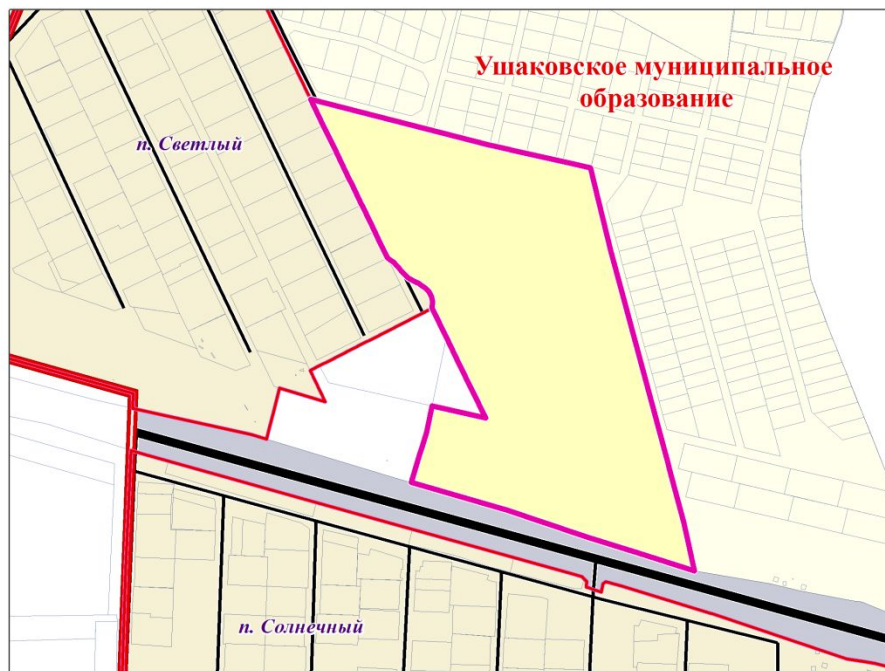 Ушаковское муниципальное
образование
п. Светлый
п. Солнечный